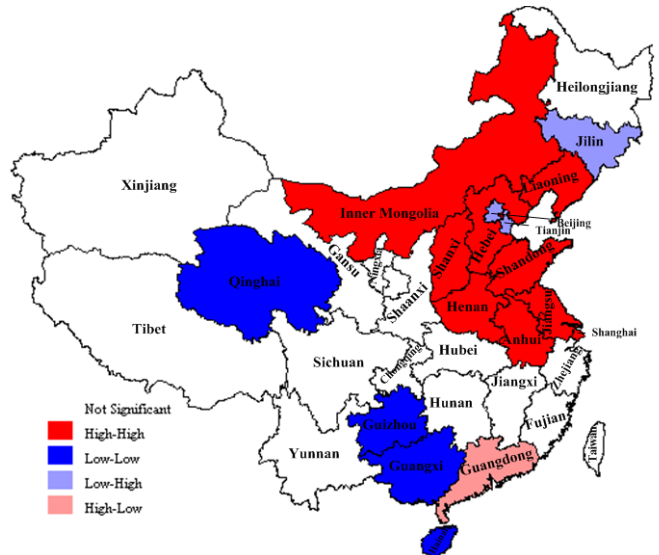 Heilongjiang
Jilin
Xinjiang
Liaoning
Inner Mongolia
Beijing
Tianjin
Hebei
Shanxi
Gansu
Shandong
Qinghai
Shaanxi
Henan
Jiangsu
Tibet
Anhui
Shanghai
Sichuan
Chongqing
Hubei
Zhejiang
Jiangxi
Hunan
Guizhou
Fujian
Yunnan
Guangxi
Guangdong
Taiwan
Not Significant
High-High
Low-Low
Low-High
High-Low